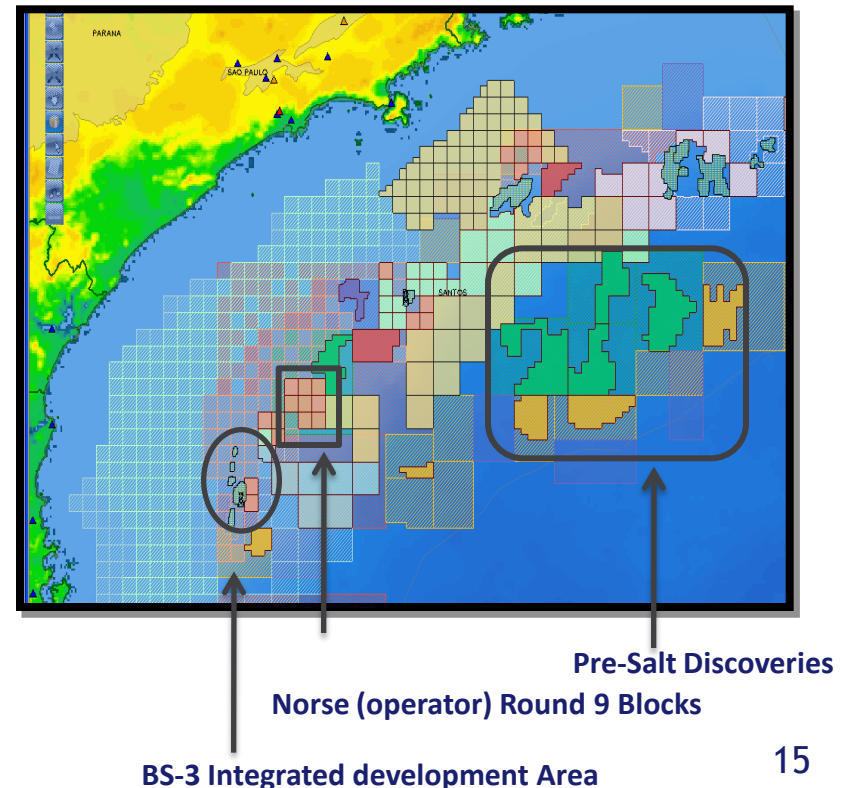 PARANA
SAO PAULO
SANTOS
Pre-Salt Discoveries
Norse (operator) Round 9 Blocks
BS-3 Integrated development Area
15